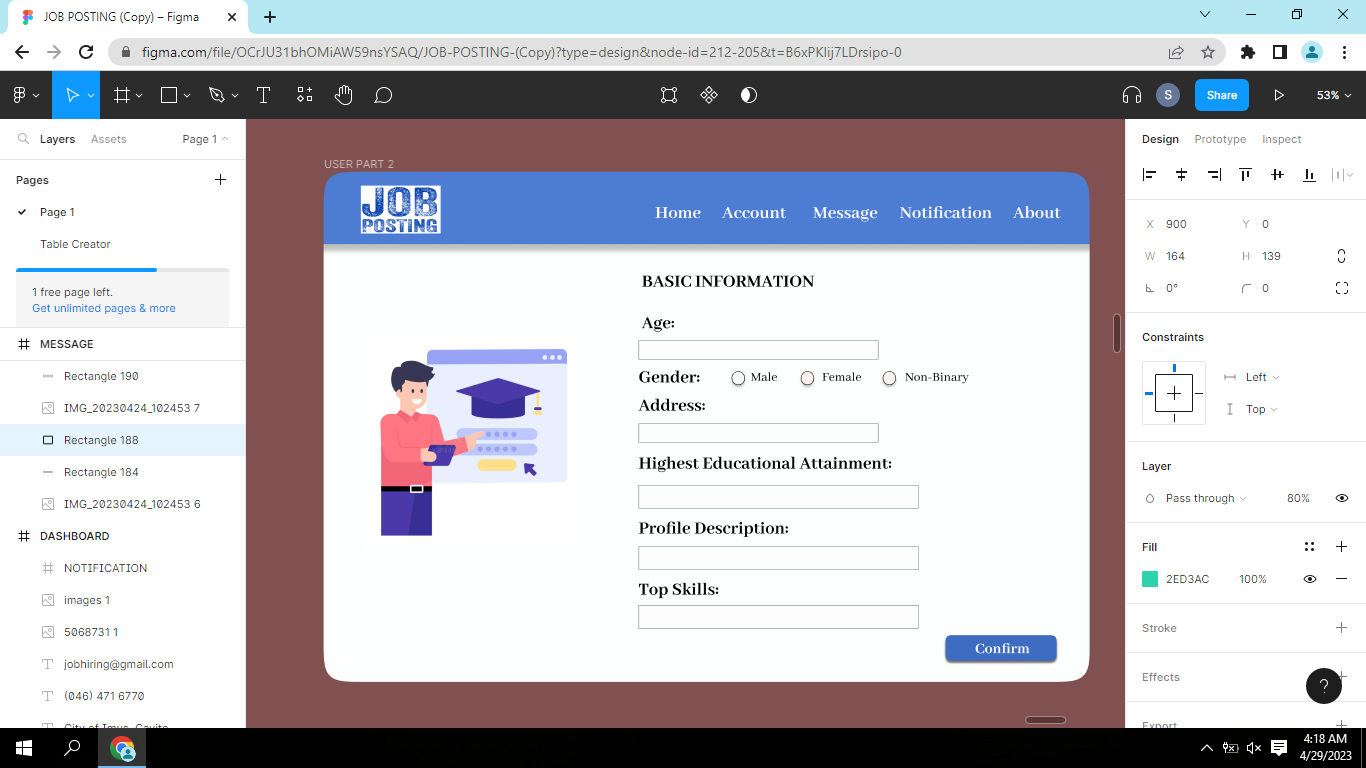 JOB POSTING (Copy) – Figma
figma.com/file/OCrJU31bhOMiAW59nsYSAQ/JOB-POSTING-(Copy)?type=design&node-id=212-205&t=B6xPKIij7LDrsipo-0
S
Share
53%
Layers
Assets
Page 1
Pages
Page 1
Table Creator
1 free page left.
Get unlimited pages & more
MESSAGE
Rectangle 190
IMG_20230424_102453 7
Rectangle 188
Rectangle 184
IMG_20230424_102453 6
DASHBOARD
NOTIFICATION
images 1
5068731 1
jobhiring@gmail.com
(046) 471 6770
City of Imus, Cavite
USER PART 2
JOB
POSTING
Home Account Message Notification About
BASIC INFORMATION
Age:
Gender: Male Female Non-Binary
Address:
Highest Educational Attainment:
Profile Description:
Top Skills:
Confirm
Design Prototype Inspect
X 900 Y 0
W 164 H 139
0° 0
Constraints
Left
Top
Layer
Pass through 80%
Fill
2ED3AC 100%
Stroke
Effects
?
Export
4:18 AM
4/29/2023